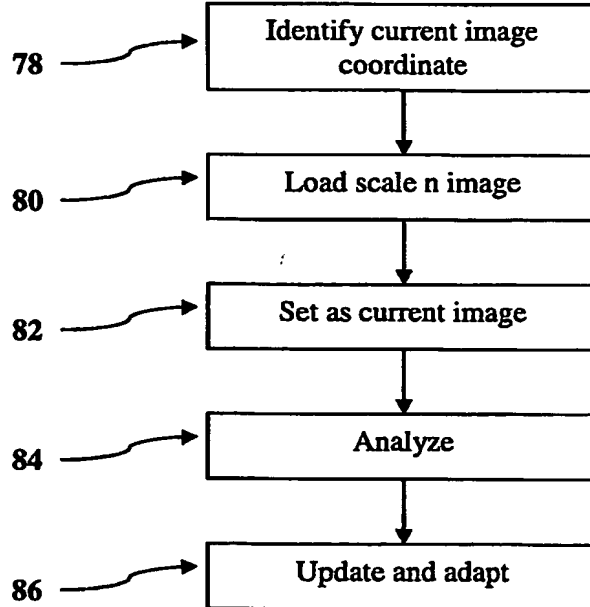 Identify current image
coordinate
78
Load scale n image
80
Set as current image
82
Analyze
84
Update and adapt
86